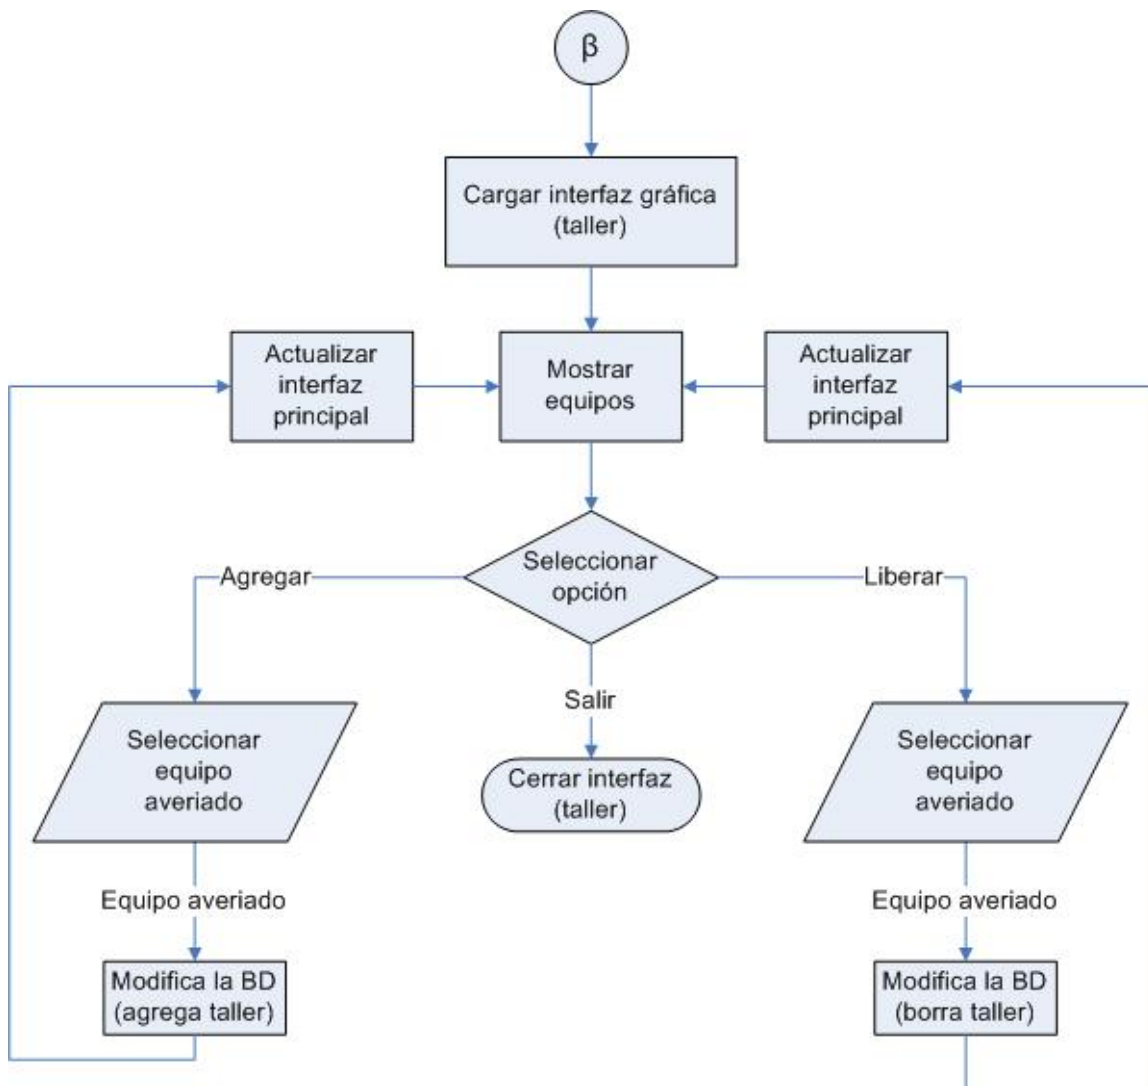 β
Cargar interfaz gráfica
(taller)
Actualizar
interfaz
principal
Mostrar
equipos
Actualizar
interfaz
principal
Agregar
Seleccionar
opción
Liberar
Seleccionar
equipo
averiado
Salir
Seleccionar
equipo
averiado
Cerrar interfaz
(taller)
Equipo averiado
Equipo averiado
Modifica la BD
(agrega taller)
Modifica la BD
(borra taller)